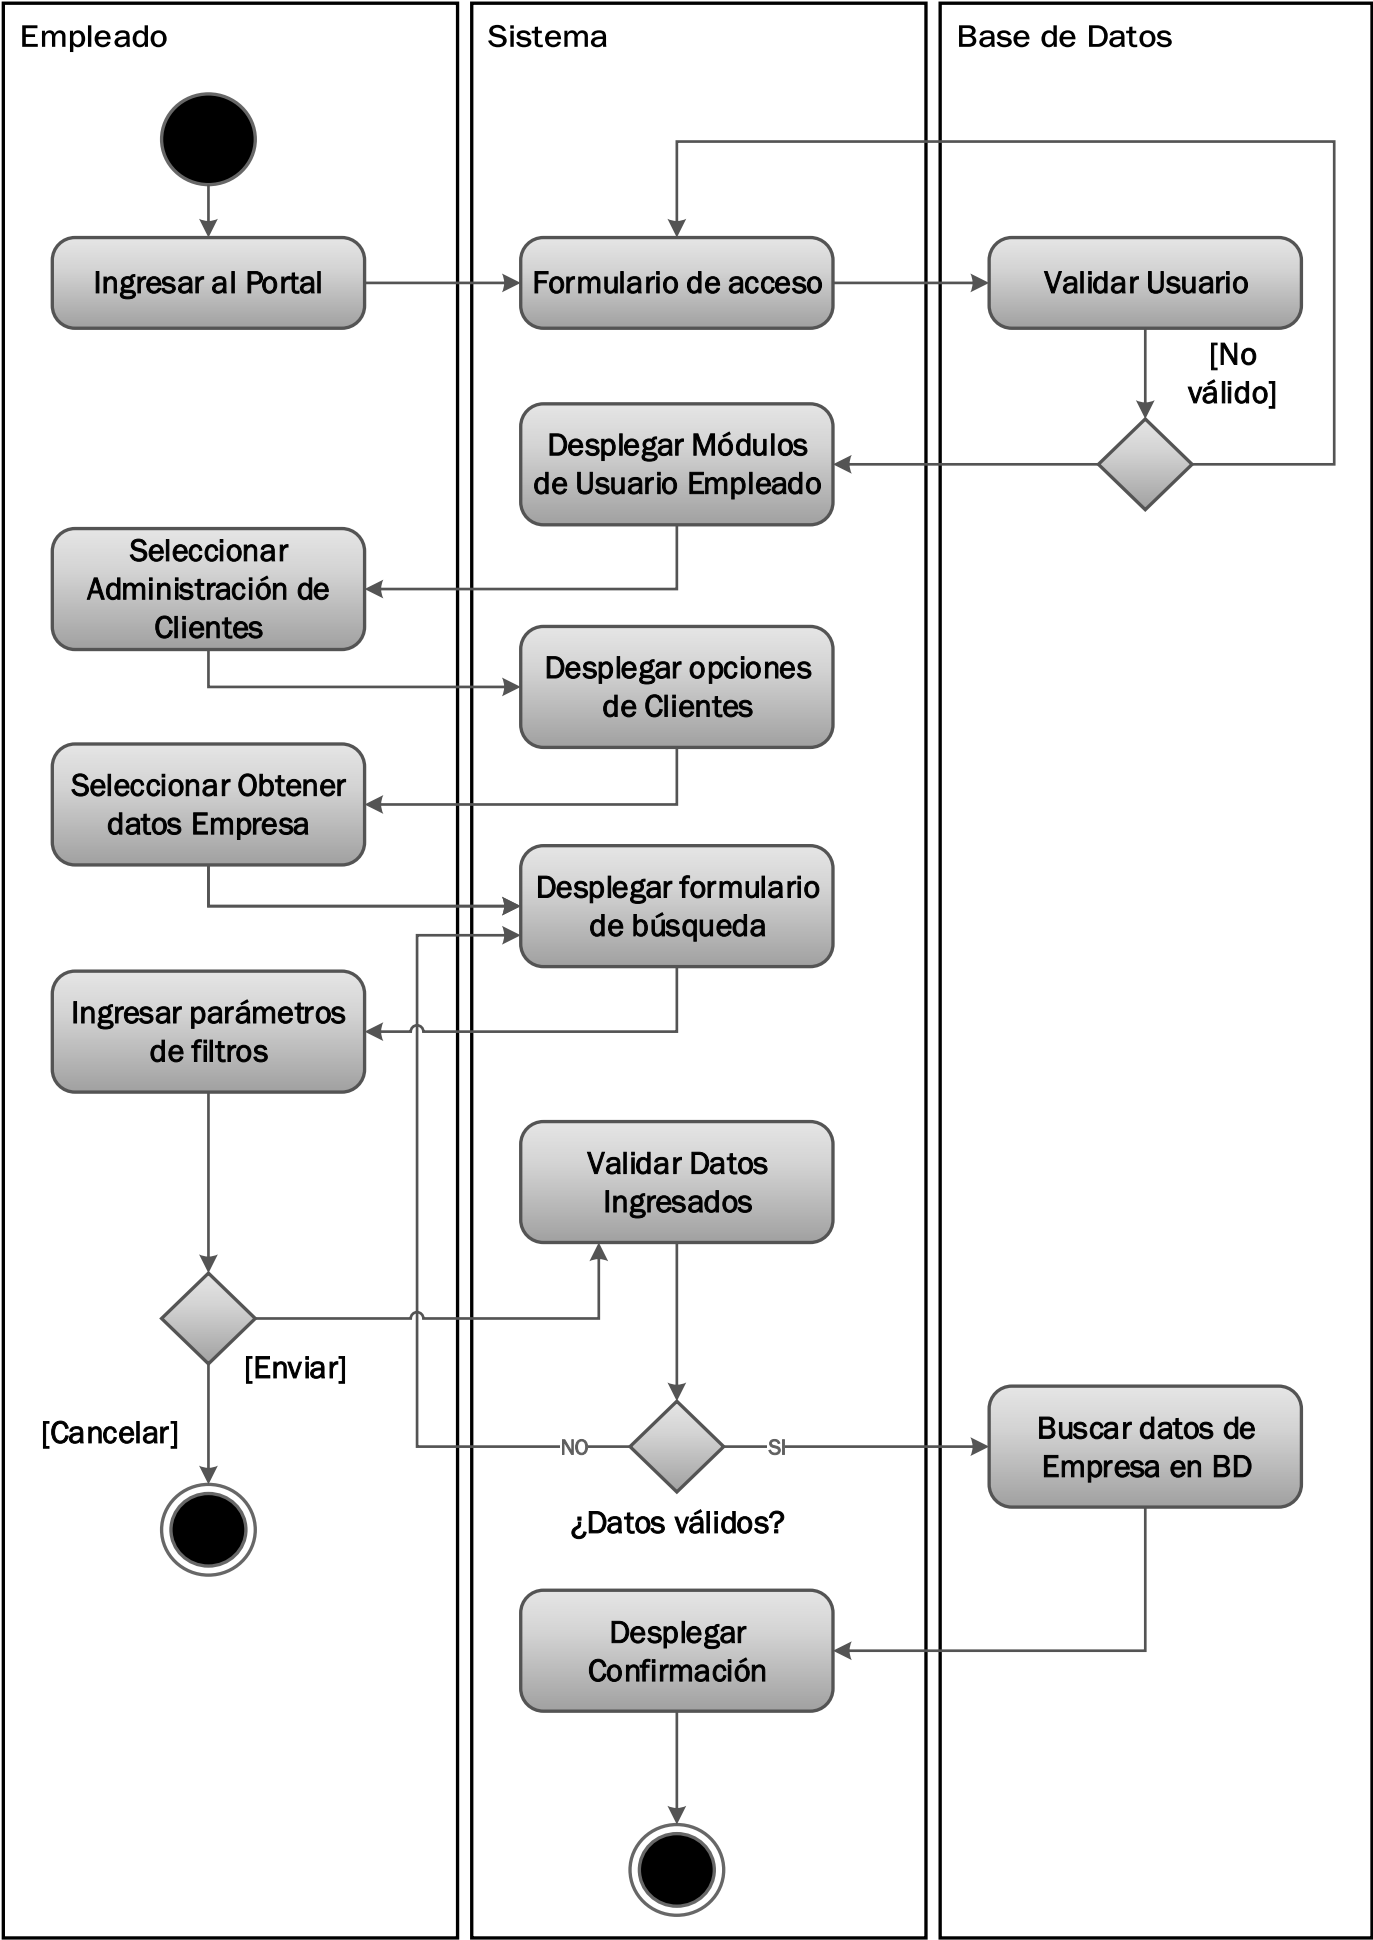 Empleado
Sistema
Base de Datos
Ingresar al Portal
Formulario de acceso
Validar Usuario
[No
válido]
Desplegar Módulos
de Usuario Empleado
Seleccionar
Administración de
Clientes
Desplegar opciones
de Clientes
Seleccionar Obtener
datos Empresa
Desplegar formulario
de búsqueda
Ingresar parámetros
de filtros
Validar Datos
Ingresados
[Enviar]
[Cancelar]
NO
SI
¿Datos válidos?
Buscar datos de
Empresa en BD
Desplegar
Confirmación